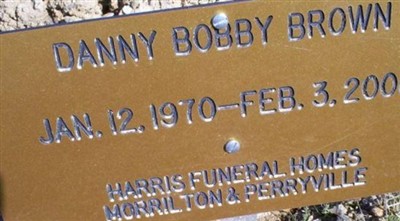 DANNY BOBBY BROWN
JAN. 12, 1970–FEB. 3, 200
HARRIS FUNERAL HOMES
MORRILTON & PERRYVILLE